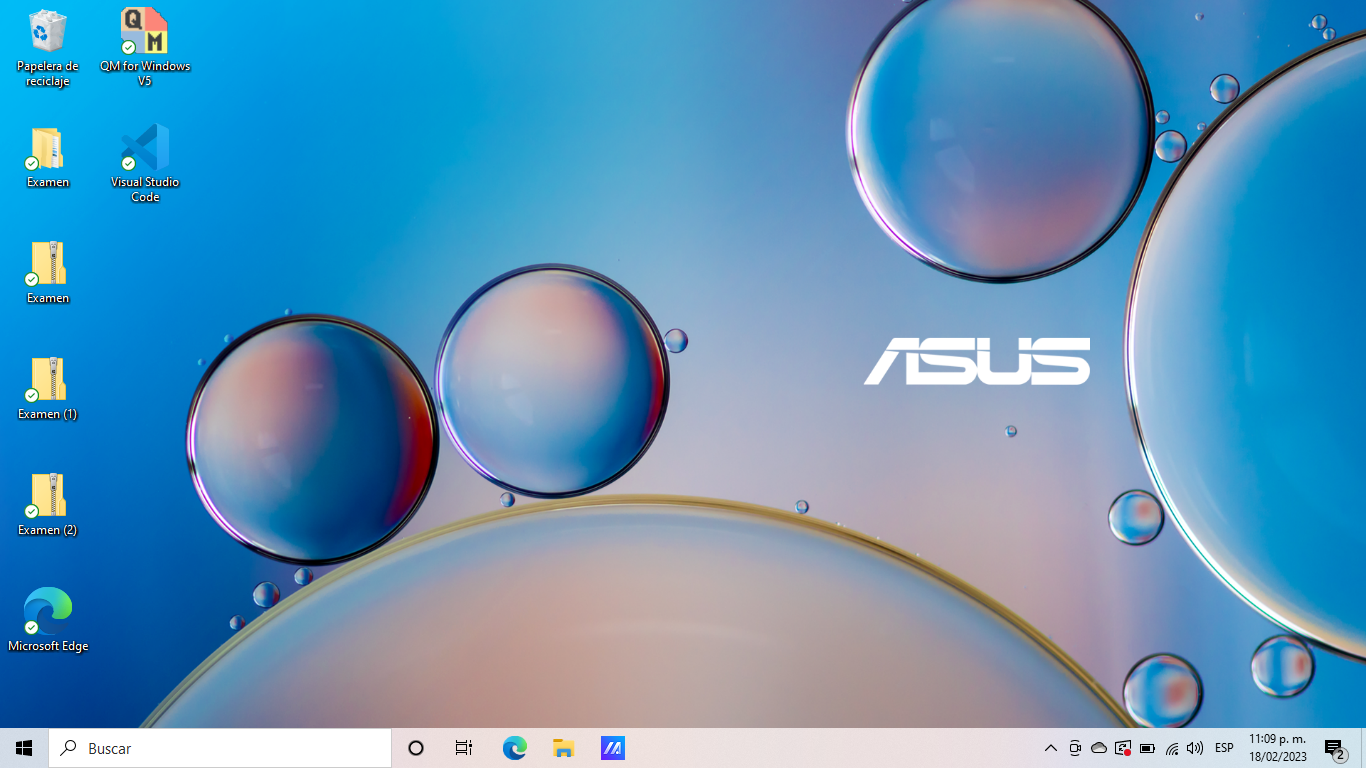 Papelera de
reciclaje
QM for Windows
V5
QM
Examen
Visual Studio
Code
Examen
Examen (1)
Examen (2)
Microsoft Edge
ASUS
Buscar
ESP
11:09 p. m.
18/02/2023
2